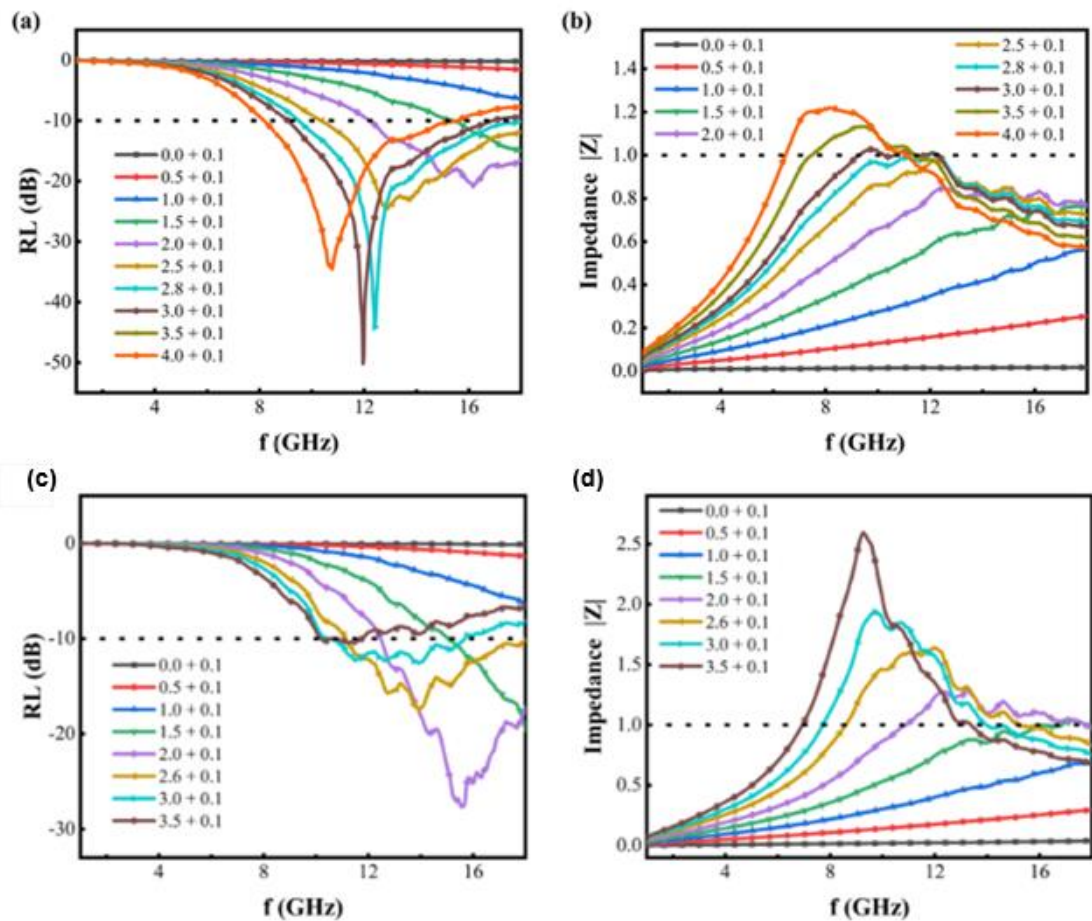 (a)
0
-10
-20
-30
-40
-50
RL (dB)
0.0 + 0.1
0.5 + 0.1
1.0 + 0.1
1.5 + 0.1
2.0 + 0.1
2.5 + 0.1
2.8 + 0.1
3.0 + 0.1
3.5 + 0.1
4.0 + 0.1
4 8 12 16
f (GHz)
(b)
1.4
1.2
1.0
0.8
0.6
0.4
0.2
0.0
Impedance |Z|
0.0 + 0.1
0.5 + 0.1
1.0 + 0.1
1.5 + 0.1
2.0 + 0.1
2.5 + 0.1
2.8 + 0.1
3.0 + 0.1
3.5 + 0.1
4.0 + 0.1
4 8 12 16
f (GHz)
(c)
0
-10
-20
-30
RL (dB)
0.0 + 0.1
0.5 + 0.1
1.0 + 0.1
1.5 + 0.1
2.0 + 0.1
2.6 + 0.1
3.0 + 0.1
3.5 + 0.1
4 8 12 16
f (GHz)
(d)
2.5
2.0
1.5
1.0
0.5
0.0
Impedance |Z|
0.0 + 0.1
0.5 + 0.1
1.0 + 0.1
1.5 + 0.1
2.0 + 0.1
2.6 + 0.1
3.0 + 0.1
3.5 + 0.1
4 8 12 16
f (GHz)